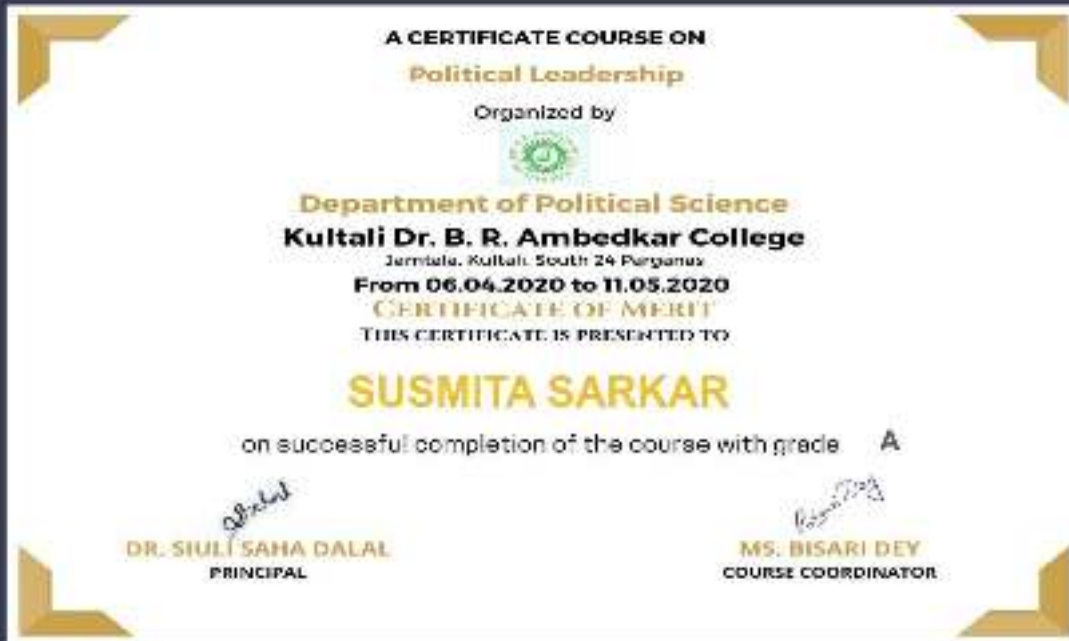 A CERTIFICATE COURSE ON
Political Leadership
Organized by
Department of Political Science
Kultali Dr. B. R. Ambedkar College
Jamtala, Kultali, South 24 Parganas
From 06.04.2020 to 11.05.2020
CERTIFICATE OF MERIT
THIS CERTIFICATE IS PRESENTED TO
SUSMITA SARKAR
on successful completion of the course with grade A
DR. SIULI SAHA DALAL
PRINCIPAL
MS. BISARI DEY
COURSE COORDINATOR